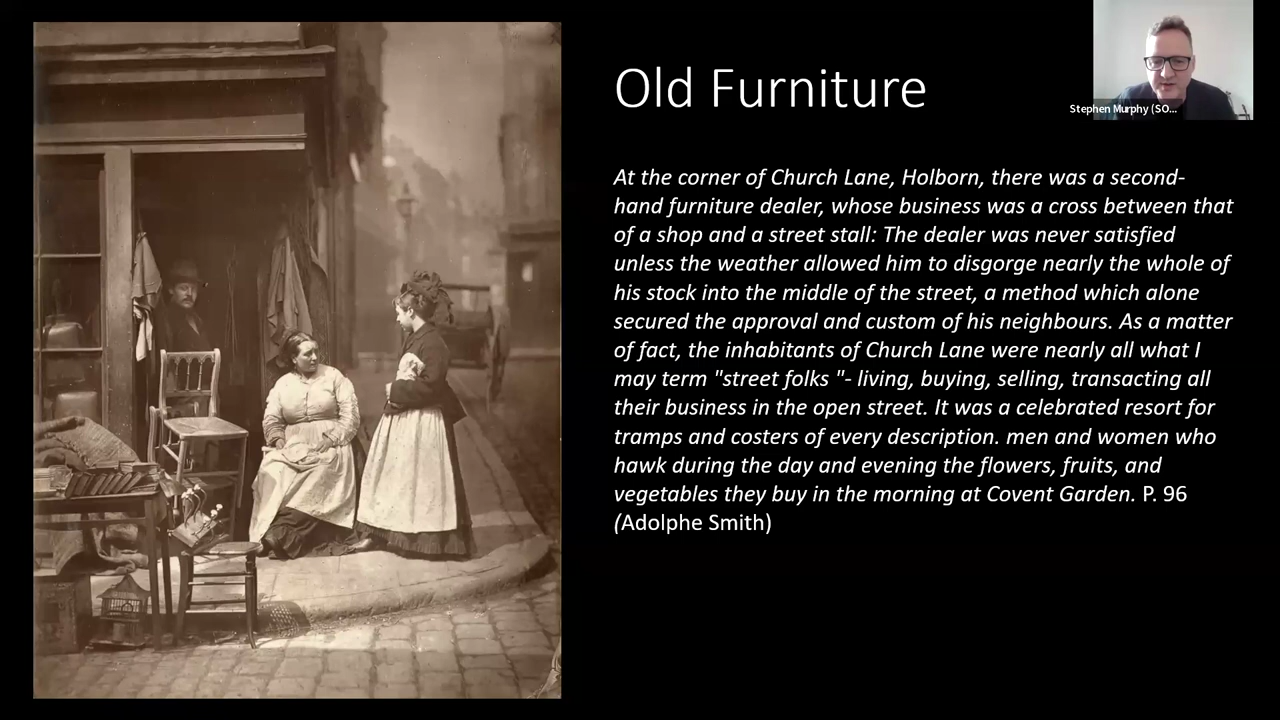 Old Furniture
Stephen Murphy (SO...
At the corner of Church Lane, Holborn, there was a second-
hand furniture dealer, whose business was a cross between that
of a shop and a street stall: The dealer was never satisfied
unless the weather allowed him to disgorge nearly the whole of
his stock into the middle of the street, a method which alone
secured the approval and custom of his neighbours. As a matter
of fact, the inhabitants of Church Lane were nearly all what I
may term "street folks "- living, buying, selling, transacting all
their business in the open street. It was a celebrated resort for
tramps and costers of every description. men and women who
hawk during the day and evening the flowers, fruits, and
vegetables they buy in the morning at Covent Garden. P. 96
(Adolphe Smith)